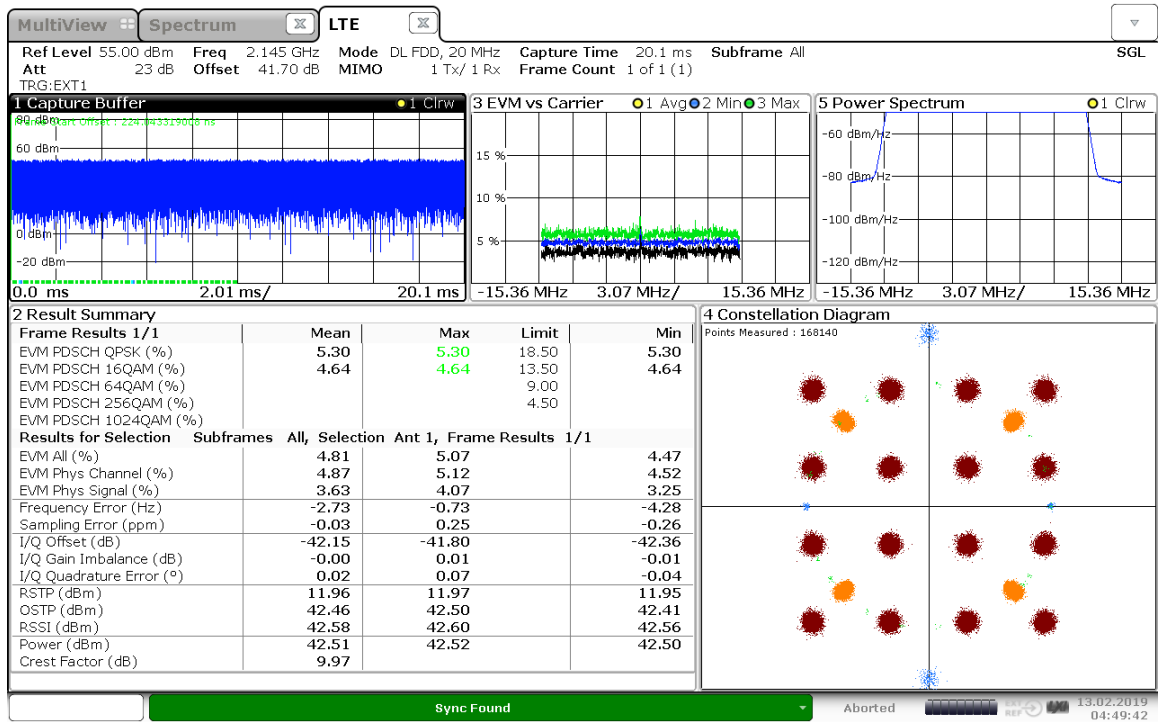 MultiView Spectrum LTE
Ref Level 55.00 dBm Freq 2.145 GHz Mode DL FDD, 20 MHz Capture Time 20.1 ms Subframe All SGL
Att 23 dB Offset 41.70 dB MIMO 1 Tx/ 1 Rx Frame Count 1 of 1 (1)
TRG:EXT1
1 Capture Buffer 1 Clrw
80 dBm
60 dBm
0 dBm
-20 dBm
0.0 ms 2.01 ms/ 20.1 ms
3 EVM vs Carrier 1 Avg 2 Min 3 Max
15 %
10 %
5 %
-15.36 MHz 3.07 MHz/ 15.36 MHz
5 Power Spectrum 1 Clrw
-60 dBm/Hz
-80 dBm/Hz
-100 dBm/Hz
-120 dBm/Hz
-15.36 MHz 3.07 MHz/ 15.36 MHz
2 Result Summary
Frame Results 1/1 Mean Max Limit Min
EVM PDSCH QPSK (%) 5.30 5.30 18.50 5.30
EVM PDSCH 16QAM (%) 4.64 4.64 13.50 4.64
EVM PDSCH 64QAM (%) 9.00
EVM PDSCH 256QAM (%) 4.50
EVM PDSCH 1024QAM (%)
Results for Selection Subframes All, Selection Ant 1, Frame Results 1/1
EVM All (%) 4.81 5.07 4.47
EVM Phys Channel (%) 4.87 5.12 4.52
EVM Phys Signal (%) 3.63 4.07 3.25
Frequency Error (Hz) -2.73 -0.73 -4.28
Sampling Error (ppm) -0.03 0.25 -0.26
I/Q Offset (dB) -42.15 -41.80 -42.36
I/Q Gain Imbalance (dB) -0.00 0.01 -0.01
I/Q Quadrature Error (°) 0.02 0.07 -0.04
RSTP (dBm) 11.96 11.97 11.95
OSTP (dBm) 42.46 42.50 42.41
RSSI (dBm) 42.58 42.60 42.56
Power (dBm) 42.51 42.52 42.50
Crest Factor (dB) 9.97
4 Constellation Diagram
Points Measured : 168140
Sync Found Aborted EXT REF 13.02.2019
04:49:42